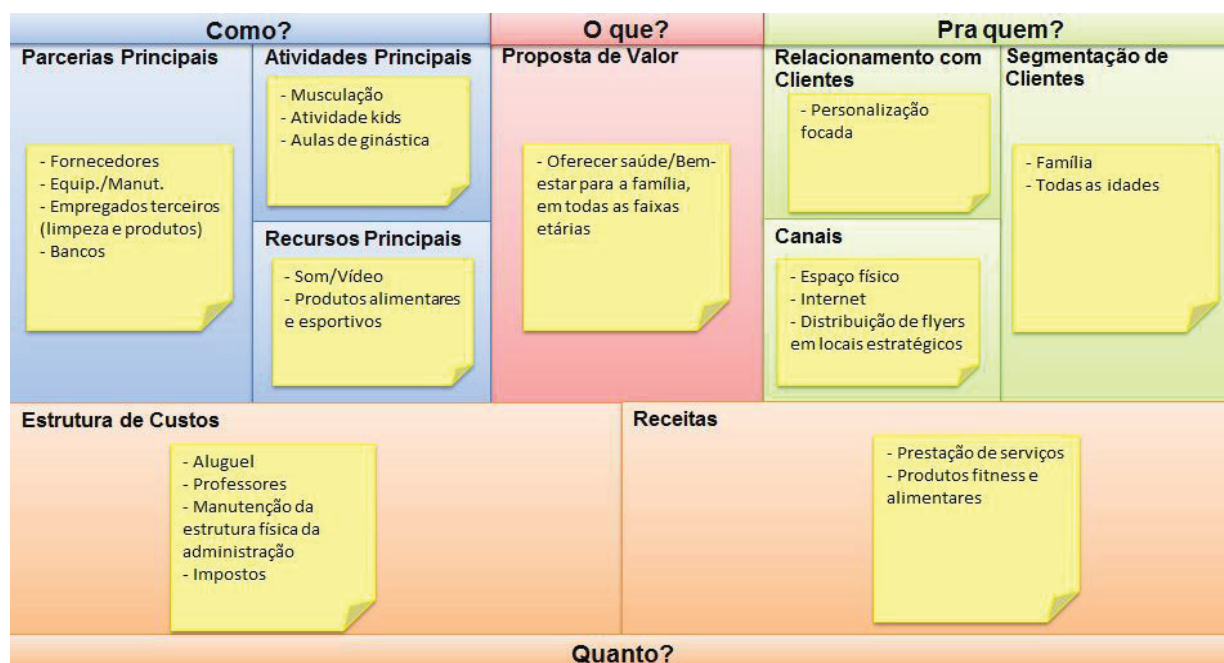 Como?
O que?
Pra quem?
Parcerias Principais
- Fornecedores
- Equip./Manut.
- Empregados terceiros
(limpeza e produtos)
- Bancos
Atividades Principais
- Musculação
- Atividade kids
- Aulas de ginástica
Recursos Principais
- Som/Vídeo
- Produtos alimentares
e esportivos
Proposta de Valor
- Oferecer saúde/Bem-
estar para a família,
em todas as faixas
etárias
Relacionamento com
Clientes
- Personalização
focada
Canais
- Espaço físico
- Internet
- Distribuição de flyers
em locais estratégicos
Segmentação de
Clientes
- Família
- Todas as idades
Estrutura de Custos
- Aluguel
- Professores
- Manutenção da
estrutura física da
administração
- Impostos
Receitas
- Prestação de serviços
- Produtos fitness e
alimentares
Quanto?